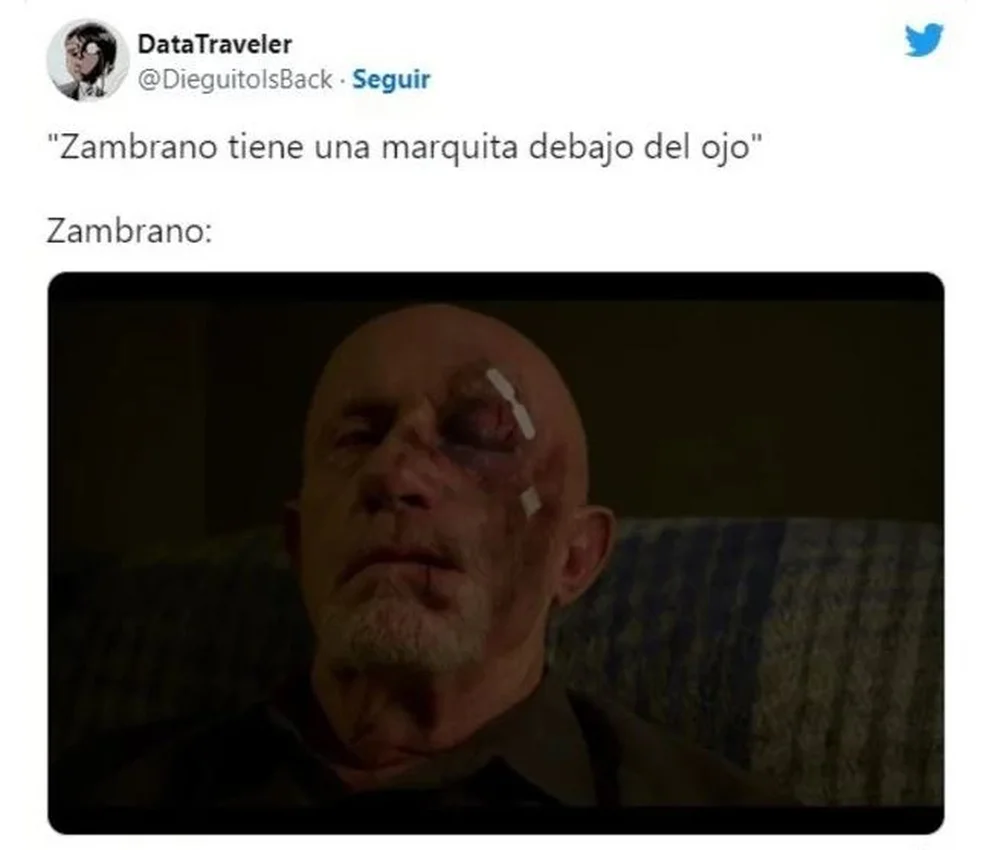 DataTraveler
@DieguitoIsBack · Seguir
"Zambrano tiene una marquita debajo del ojo"
Zambrano: